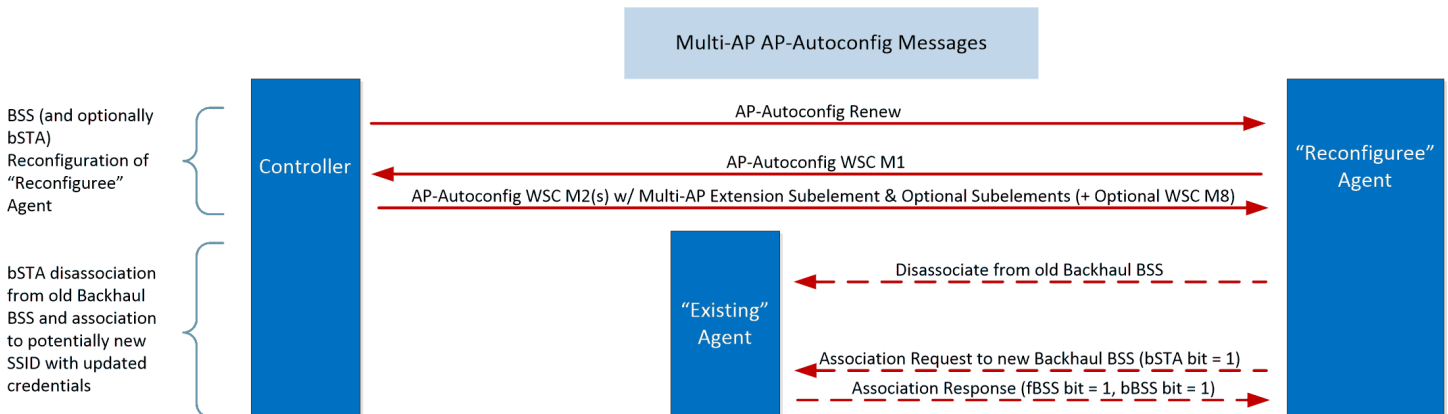 Multi-AP AP-Autoconfig Messages
BSS (and optionally
bSTA)
Reconfiguration of
“Reconfiguree”
Agent
Controller
AP-Autoconfig Renew
AP-Autoconfig WSC M1
AP-Autoconfig WSC M2(s) w/ Multi-AP Extension Subelement & Optional Subelements (+ Optional WSC M8)
“Reconfiguree”
Agent
bSTA disassociation
from old Backhaul
BSS and association
to potentially new
SSID with updated
credentials
“Existing”
Agent
Disassociate from old Backhaul BSS
Association Request to new Backhaul BSS (bSTA bit = 1)
Association Response (fBSS bit = 1, bBSS bit = 1)